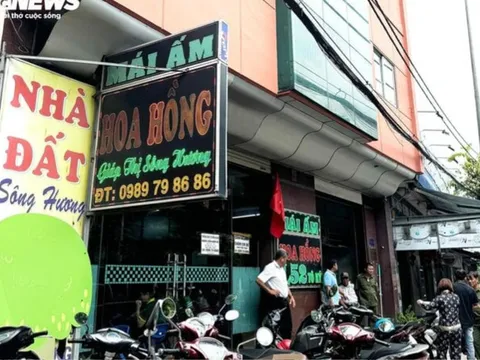 NEWS
NHÀ
ĐẤT
Sông Hương
MÁI ẤM
HOA HỒNG
Giáp Thị Sông Hương
ĐT: 0989 79 86 86
MÁI ẤM
HOA HỒNG
52